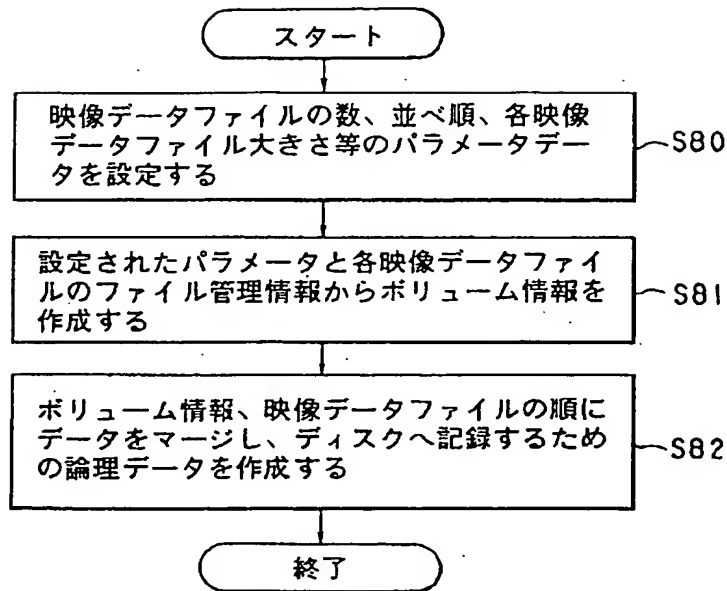 スタート
映像データファイルの数、並べ順、各映像
データファイル大きさ等のパラメータデー
タを設定する
S80
設定されたパラメータと各映像データファイ
ルのファイル管理情報からボリューム情報を
作成する
S81
ボリューム情報、映像データファイルの順に
データをマージし、ディスクへ記録するため
の論理データを作成する
S82
終了